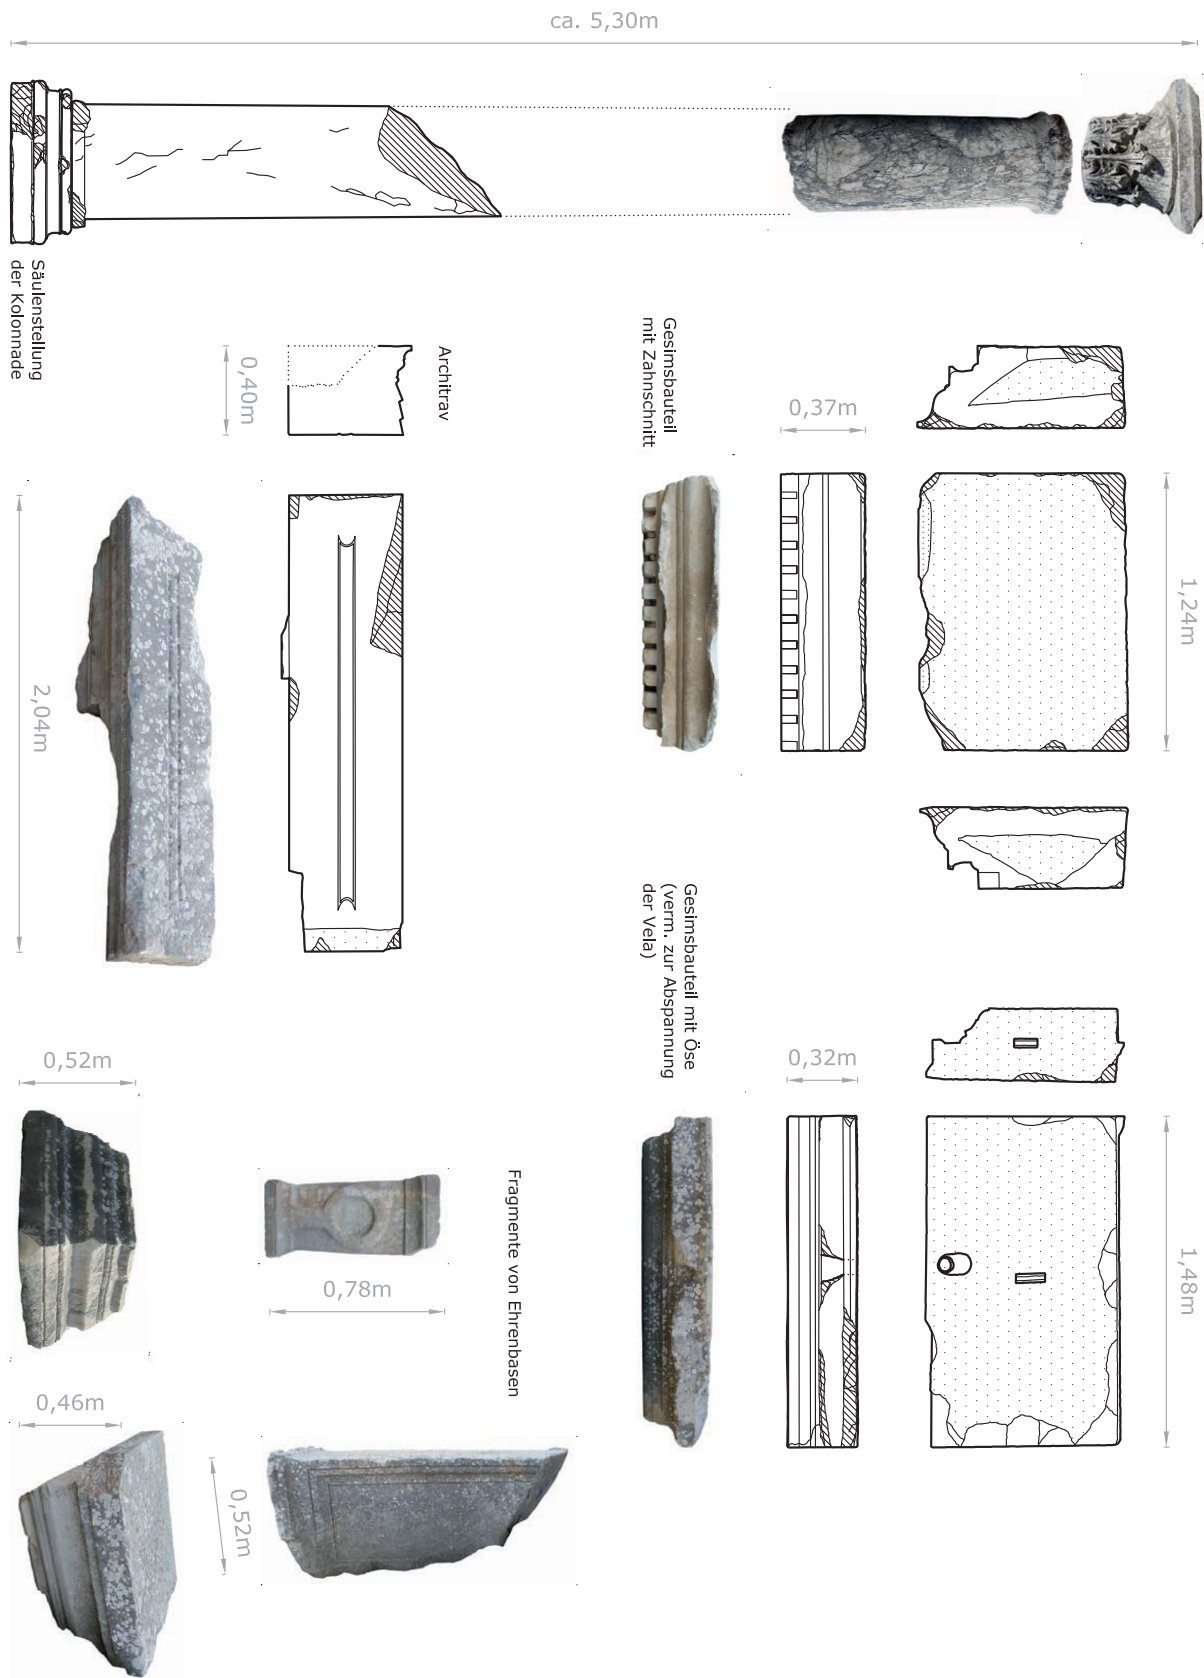 ca. 5,30m
Säulenstellung
der Kolonnade
Architrav
0,40m
2,04m
Gesimsbauteil
mit Zahnschnitt
0,37m
1,24m
Gesimsbauteil mit Öse
(verm. zur Abspannung
der Vela)
0,32m
1,48m
Fragmente von Ehrenbasen
0,52m
0,78m
0,46m
0,52m